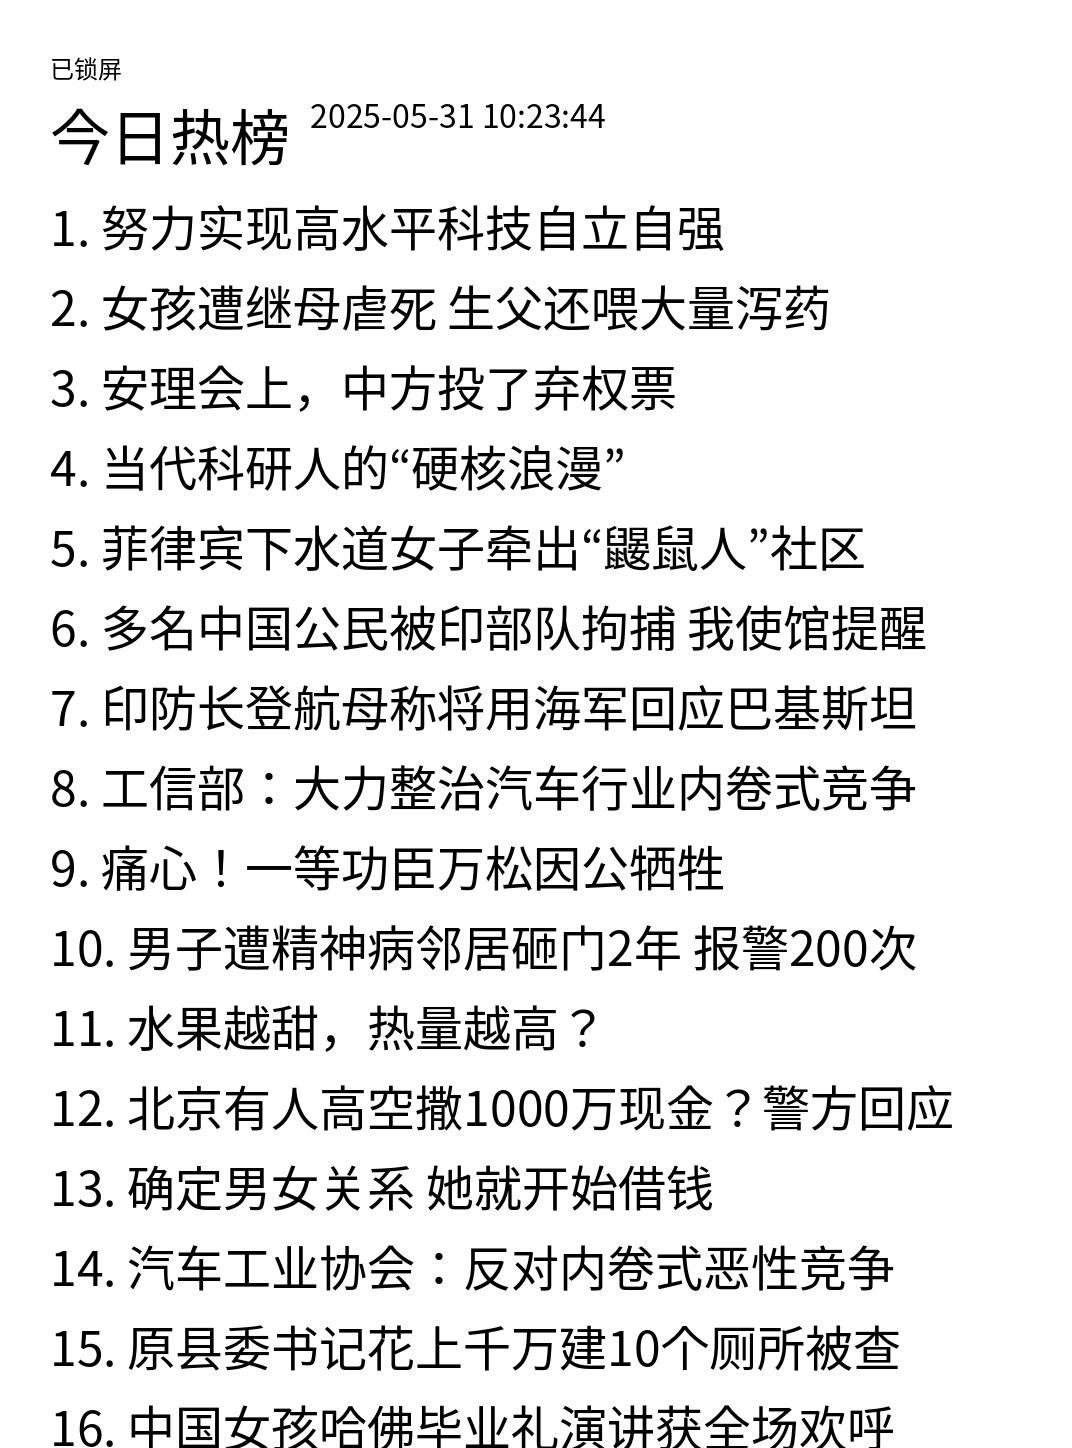 已锁屏
今日热榜 2025-05-31 10:23:44
1. 努力实现高水平科技自立自强
2. 女孩遭继母虐死 生父还喂大量泻药
3. 安理会上，中方投了弃权票
4. 当代科研人的“硬核浪漫”
5. 菲律宾下水道女子牵出“鼹鼠人”社区
6. 多名中国公民被印部队拘捕 我使馆提醒
7. 印防长登航母称将用海军回应巴基斯坦
8. 工信部：大力整治汽车行业内卷式竞争
9. 痛心！一等功臣万松因公牺牲
10. 男子遭精神病邻居砸门2年 报警200次
11. 水果越甜，热量越高？
12. 北京有人高空撒1000万现金？警方回应
13. 确定男女关系 她就开始借钱
14. 汽车工业协会：反对内卷式恶性竞争
15. 原县委书记花上千万建10个厕所被查
16. 中国女孩哈佛毕业礼演讲获全场欢呼